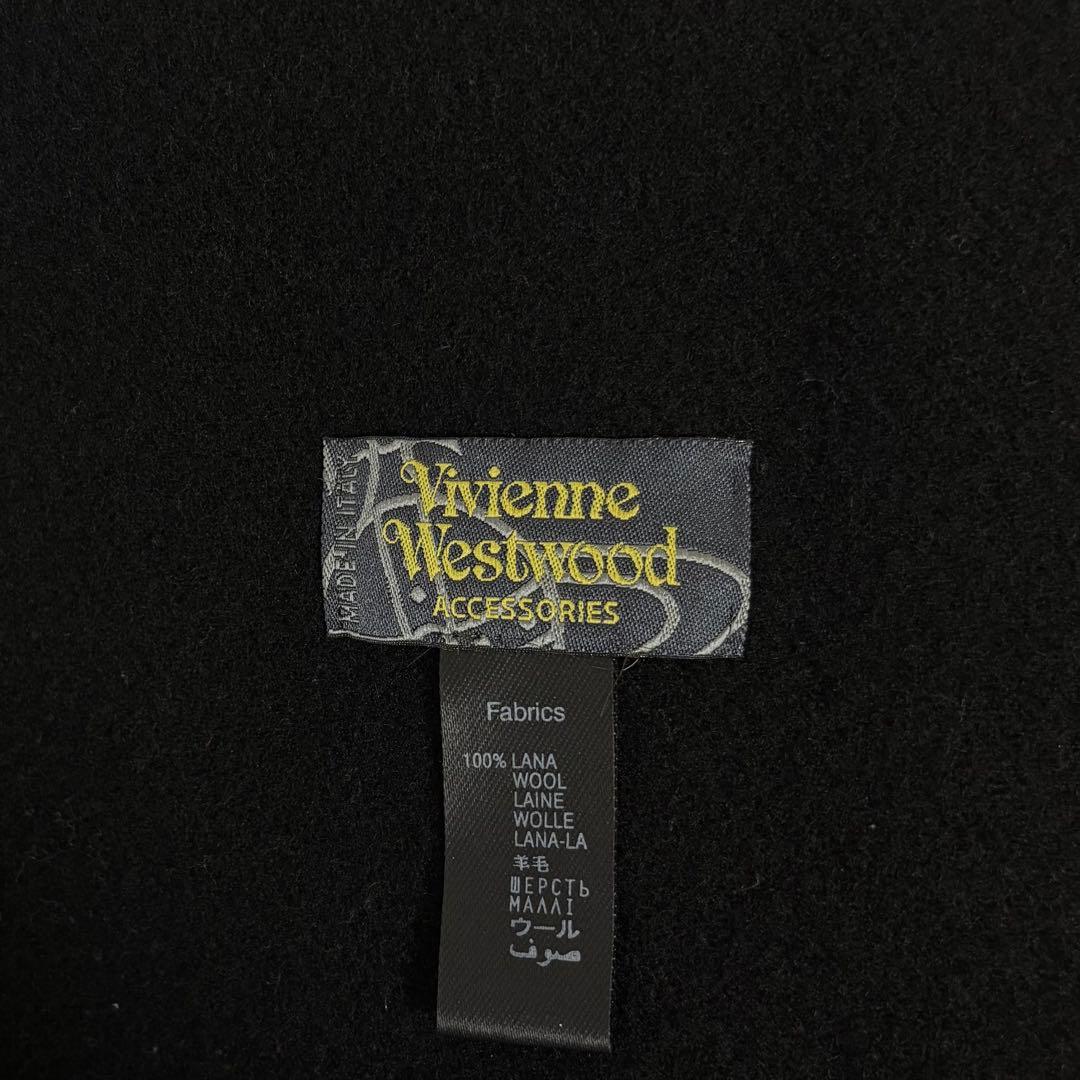 MADE IN ITALY
Vivienne
Westwood
ACCESSORIES
Fabrics
100% LANA
WOOL
LAINE
WOLLE
LANA-LA
羊毛
ШЕРСТЬ
ΜΑΛΛΙ
ウール
صوف